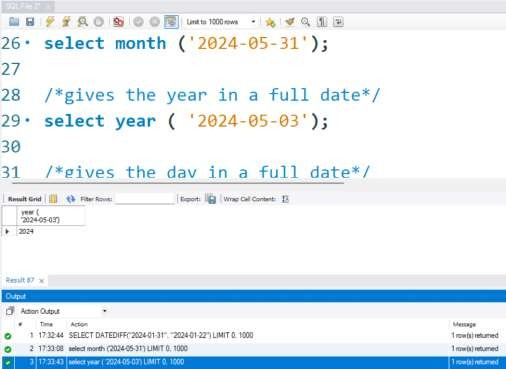 SQL File 2*
Limit to 1000 rows
26 select month ('2024-05-31');
27
28 /*gives the year in a full date*/
29 select year ( '2024-05-03');
30
31 /*gives the day in a full date*/
Result Grid Filter Rows: Export: Wrap Cell Content:
year (
'2024-05-03')
2024
Result 87
Output
Action Output
# Time Action Message
1 17:32:44 SELECT DATEDIFF("2024-01-31", "2024-01-22") LIMIT 0, 1000 1 row(s) returned
2 17:33:08 select month ('2024-05-31') LIMIT 0, 1000 1 row(s) returned
3 17:33:43 select year ( '2024-05-03') LIMIT 0, 1000 1 row(s) returned